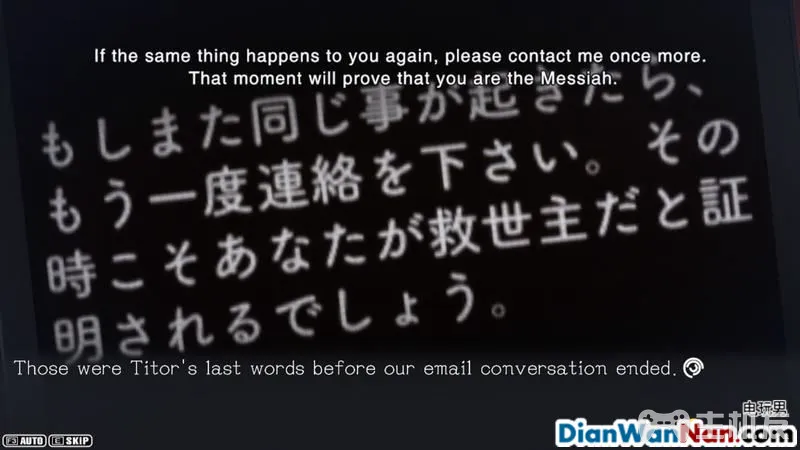 If the same thing happens to you again, please contact me once more.
That moment will prove that you are the Messiah.
もしまた同じ事が起きたら、
もう一度連絡を下さい。その
時こそあなたが救世主だと証
明されるでしょう。
Those were Titor's last words before our email conversation ended.
电玩男
DianWanNan.com
F3 AUTO C SKIP